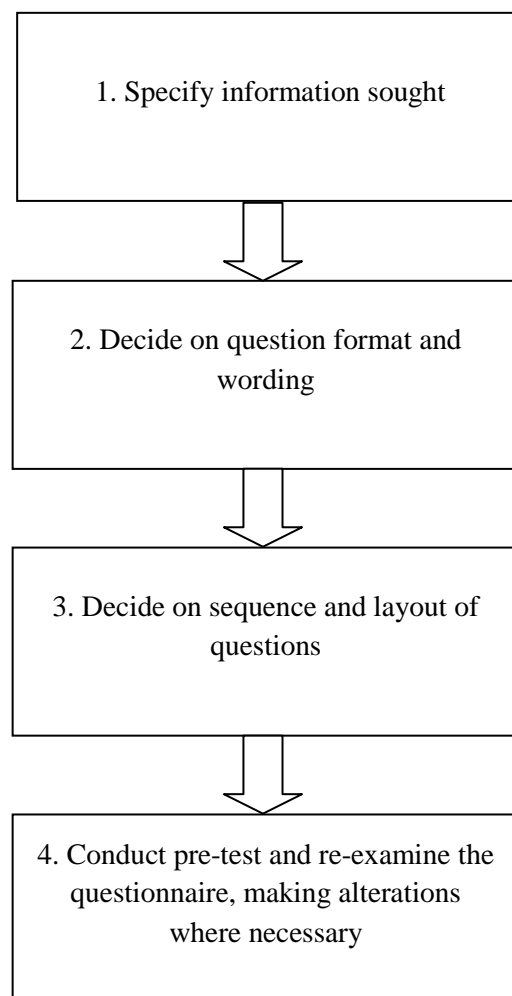 1. Specify information sought
2. Decide on question format and
wording
3. Decide on sequence and layout of
questions
4. Conduct pre-test and re-examine the
questionnaire, making alterations
where necessary